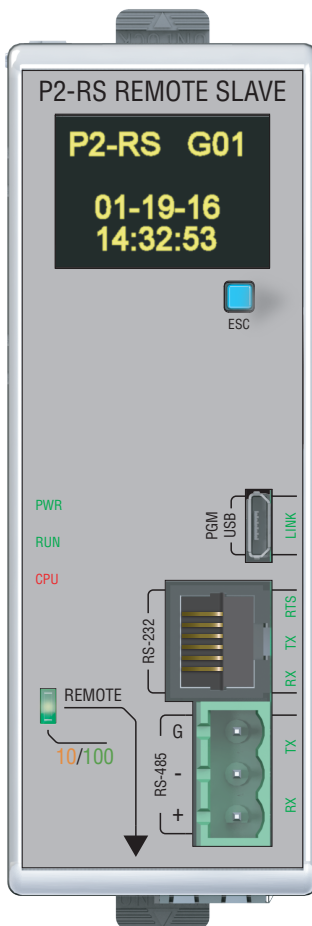 P2-RS REMOTE SLAVE
P2-RS G01
01-19-16
14:32:53
ESC
PWR
RUN
CPU
PGM
USB
LINK
RS-232
RTS
TX
RX
REMOTE
10/100
RS-485
G
-
+
TX
RX